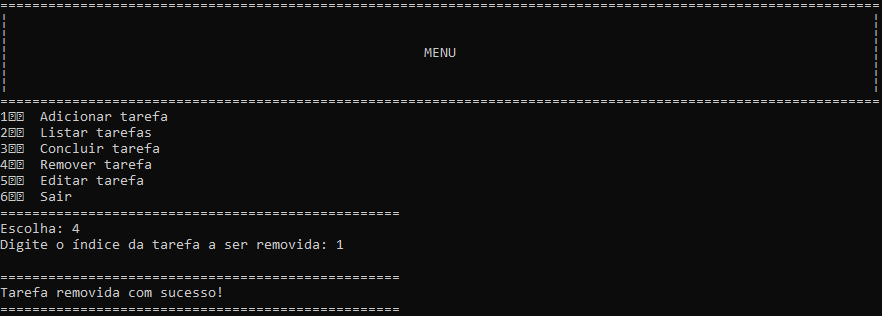 ==============================================================================================================
¦ ¦
¦ ¦
¦ MENU ¦
¦ ¦
¦ ¦
==============================================================================================================
1⍰⍰  Adicionar tarefa
2⍰⍰  Listar tarefas
3⍰⍰  Concluir tarefa
4⍰⍰  Remover tarefa
5⍰⍰  Editar tarefa
6⍰⍰  Sair
==================================================
Escolha: 4
Digite o índice da tarefa a ser removida: 1
==================================================
Tarefa removida com sucesso!
==================================================